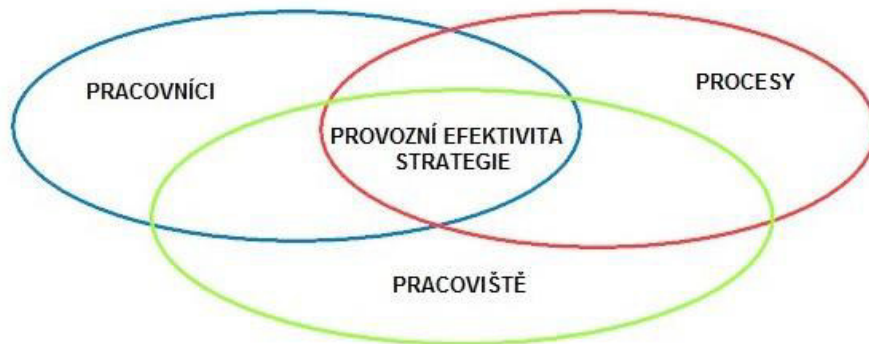 PRACOVNÍCI
PROCESY
PROVOZNÍ EFEKTIVITA
STRATEGIE
PRACOVIŠTĚ